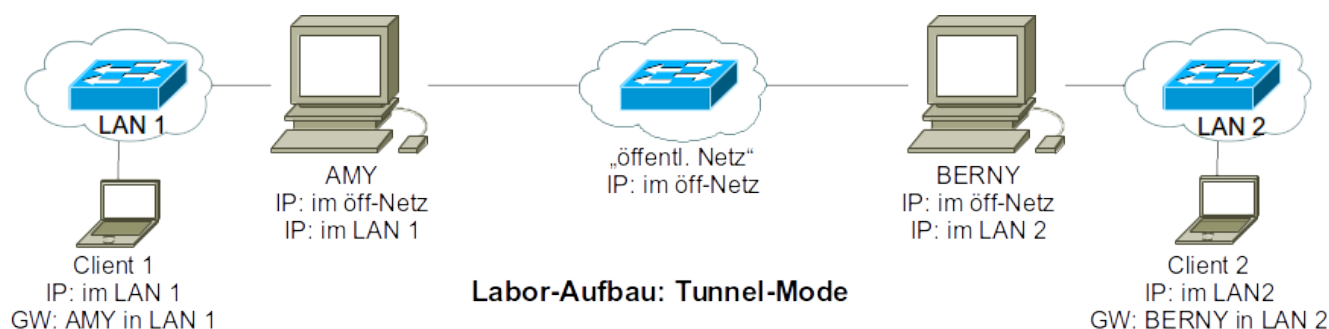 LAN 1
AMY
IP: im öff-Netz
IP: im LAN 1
„öffentl. Netz“
IP: im öff-Netz
BERNY
IP: im öff-Netz
IP: im LAN 2
LAN 2
Client 1
IP: im LAN 1
GW: AMY in LAN 1
Labor-Aufbau: Tunnel-Mode
Client 2
IP: im LAN2
GW: BERNY in LAN 2